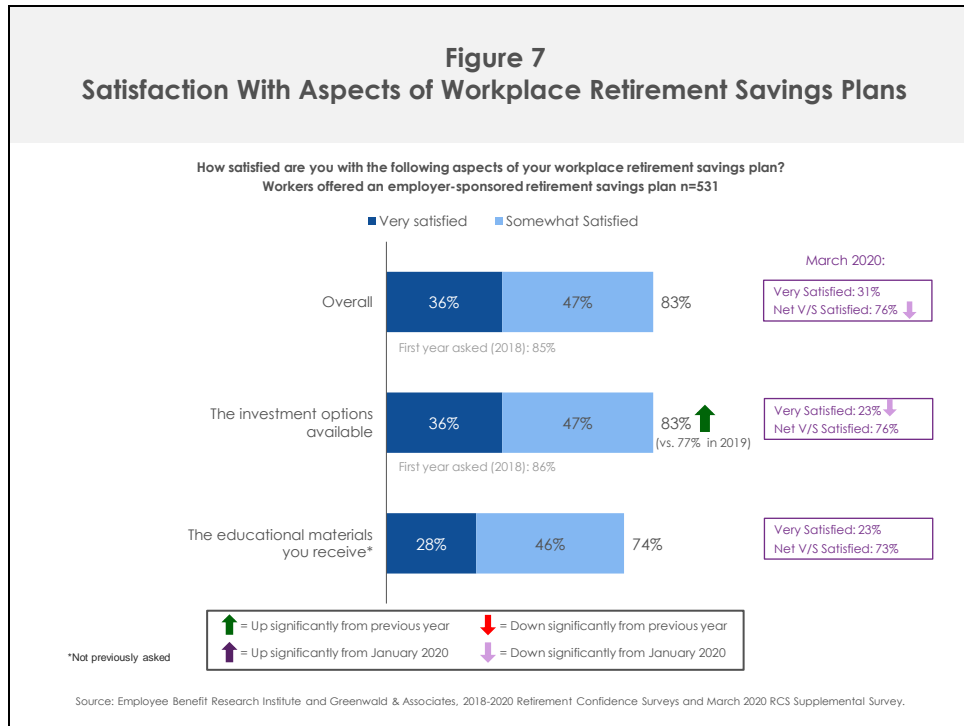 Figure 7
Satisfaction With Aspects of Workplace Retirement Savings Plans
How satisfied are you with the following aspects of your workplace retirement savings plan?
Workers offered an employer-sponsored retirement savings plan n=531
Very satisfied Somewhat Satisfied
March 2020:
Overall 36% 47% 83%
Very Satisfied: 31%
Net V/S Satisfied: 76%
First year asked (2018): 85%
The investment options
available
36% 47% 83%
(vs. 77% in 2019)
Very Satisfied: 23%
Net V/S Satisfied: 76%
First year asked (2018): 86%
The educational materials
you receive*
28% 46% 74%
Very Satisfied: 23%
Net V/S Satisfied: 73%
= Up significantly from previous year = Down significantly from previous year
= Up significantly from January 2020 = Down significantly from January 2020
*Not previously asked
Source: Employee Benefit Research Institute and Greenwald & Associates, 2018-2020 Retirement Confidence Surveys and March 2020 RCS Supplemental Survey.